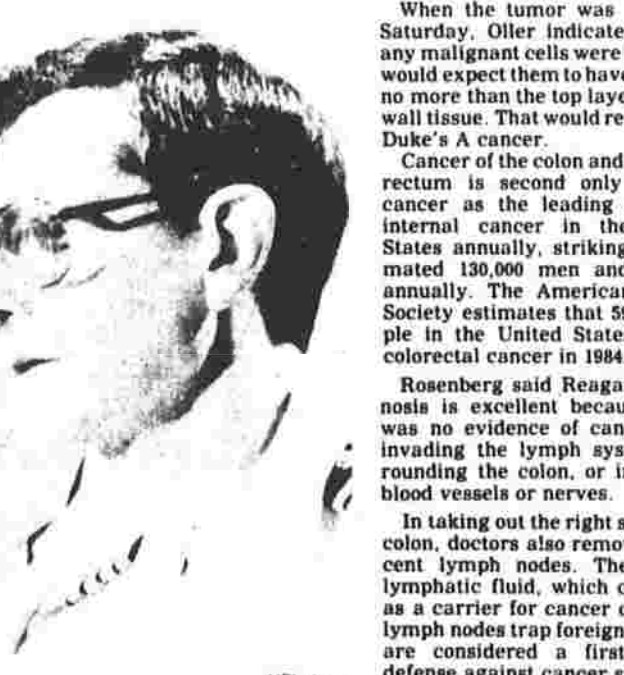 When the tumor was
Saturday, Oller indicate
any malignant cells were
would expect them to have
no more than the top laye
wall tissue. That would re
Duke's A cancer.
Cancer of the colon and
rectum is second only
cancer as the leading
internal cancer in the
States annually, striking
mated 130,000 men and
annually. The American
Society estimates that 59
ple in the United State
colorectal cancer in 1984
Rosenberg said Reaga
nosis is excellent becau
was no evidence of can
invading the lymph sys
rounding the colon, or i
blood vessels or nerves.
In taking out the right s
colon, doctors also remo
cent lymph nodes. The
lymphatic fluid, which c
as a carrier for cancer c
lymph nodes trap foreign
are considered a first
defense against cancer s